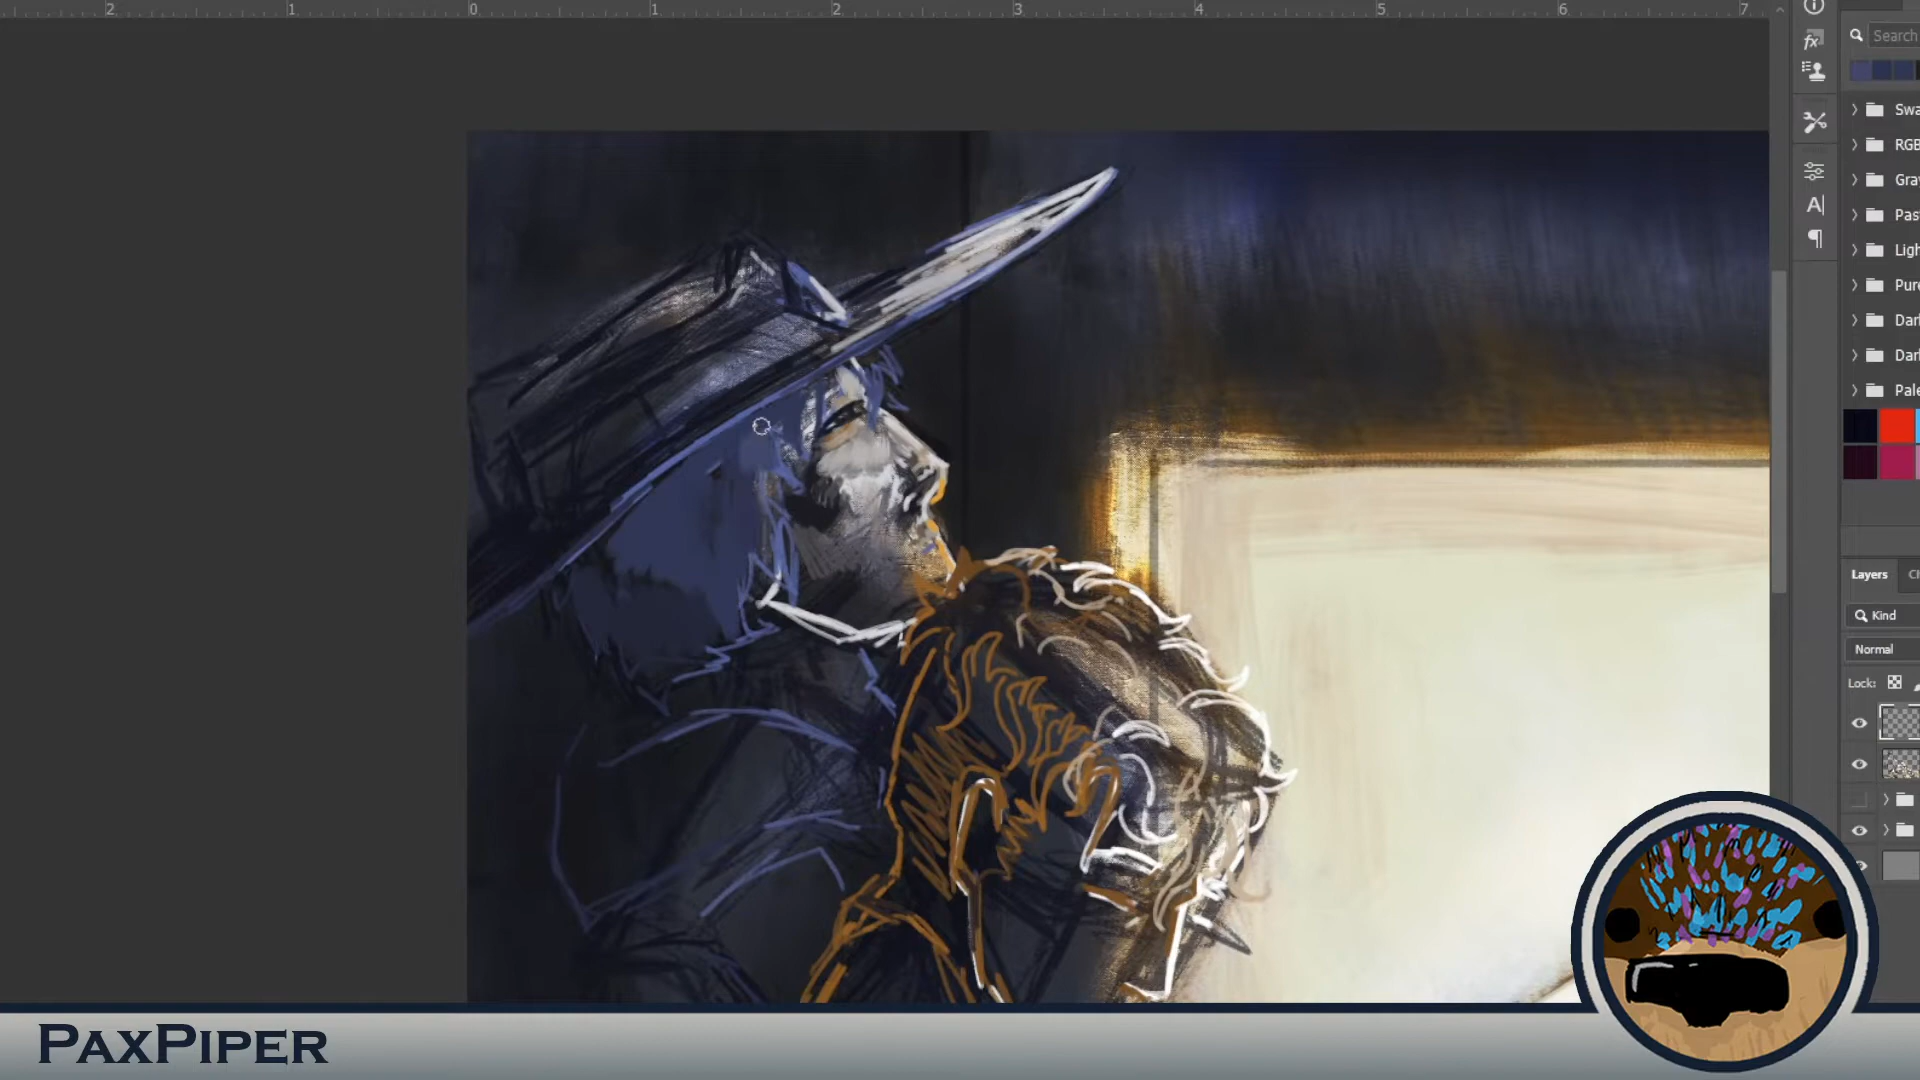 2 1 0 1 2 3 4 5 6 7
Search
Swa
RGB
Gra
Pas
Ligh
Pur
Dar
Dar
Pale
Layers Ch
Kind
Normal
Lock:
PAXPIPER